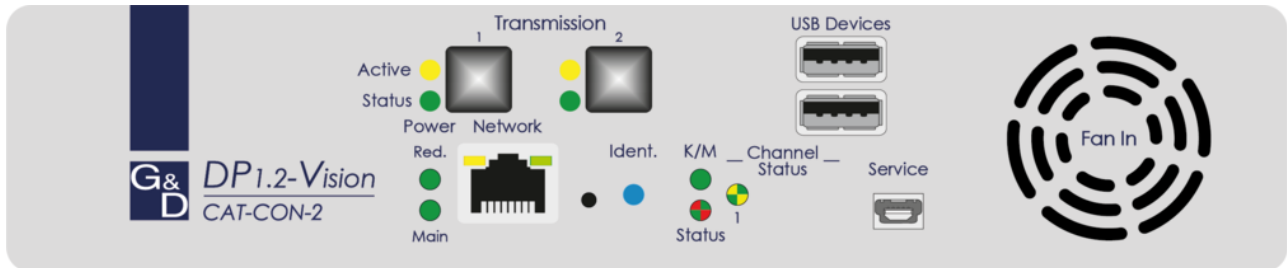 Transmission
1
2
Active
Status
Power Network
Red.
Main
Ident.
K/M
Status
Channel
Status
1
USB Devices
Service
Fan In
G&D
DP1.2-Vision
CAT-CON-2